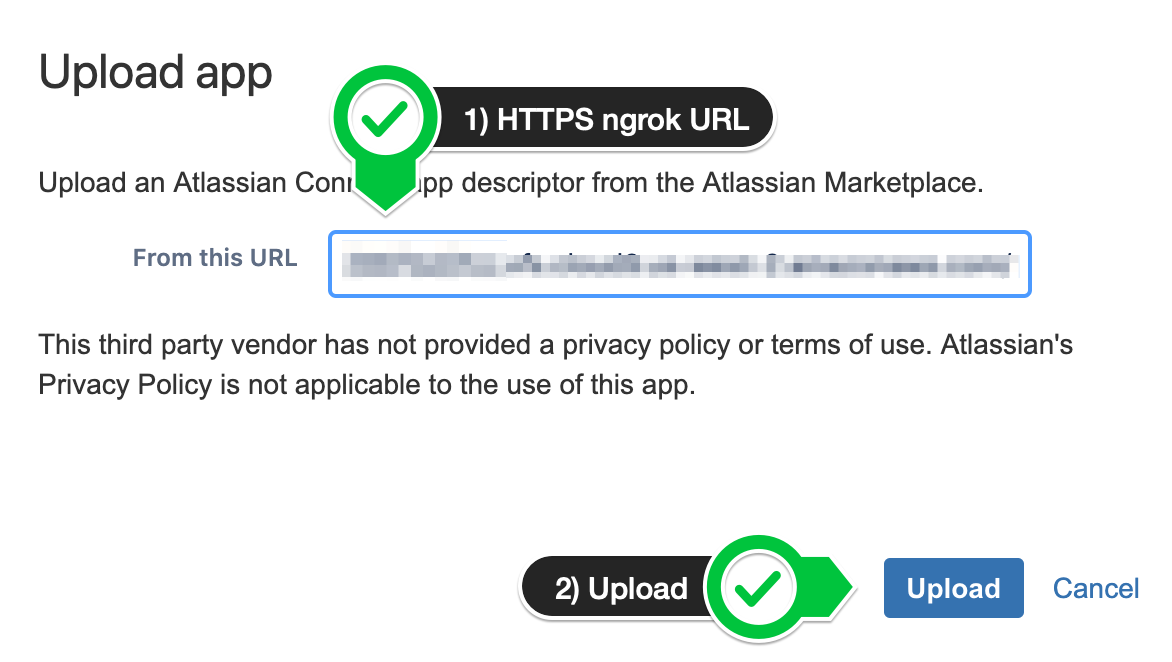 Upload app
1) HTTPS ngrok URL
Upload an Atlassian Conn app descriptor from the Atlassian Marketplace.
From this URL
This third party vendor has not provided a privacy policy or terms of use. Atlassian's
Privacy Policy is not applicable to the use of this app.
2) Upload
Upload
Cancel